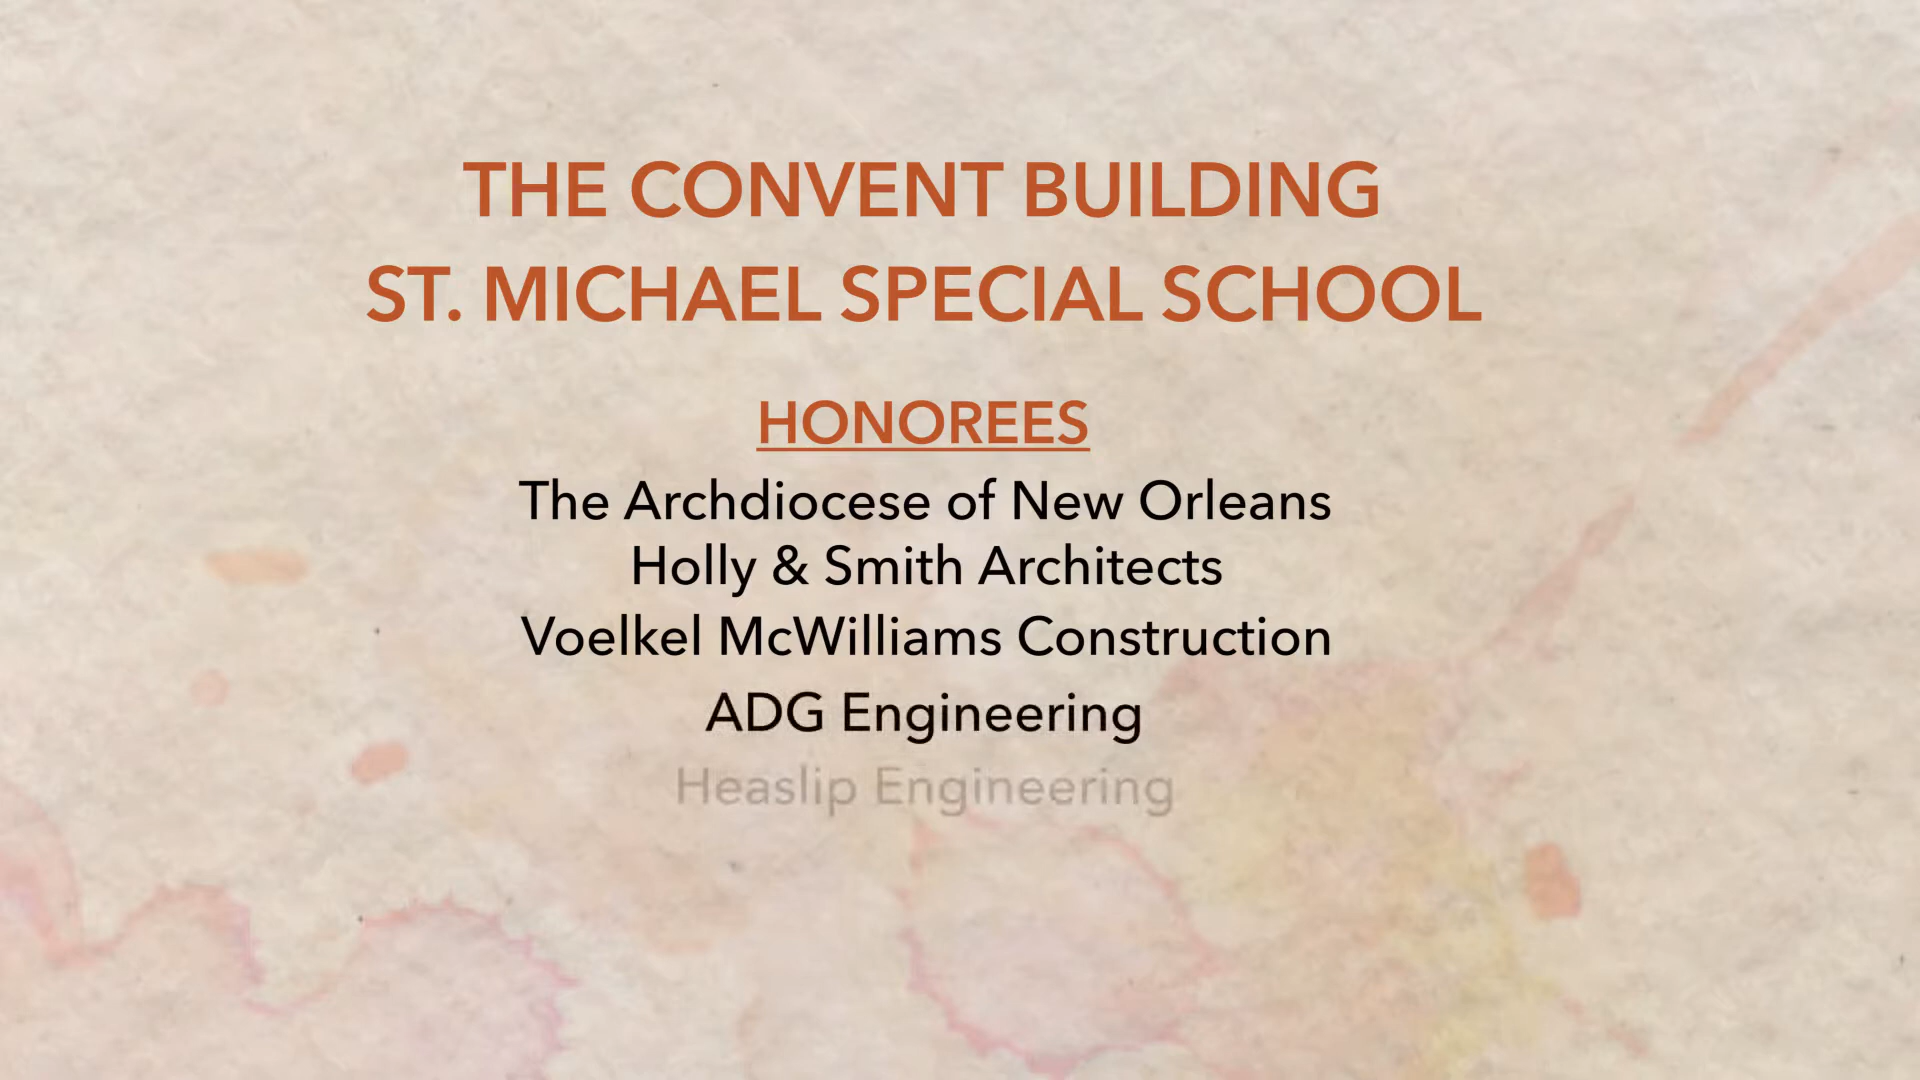 THE CONVENT BUILDING
ST. MICHAEL SPECIAL SCHOOL
HONOREES
The Archdiocese of New Orleans
Holly & Smith Architects
Voelkel McWilliams Construction
ADG Engineering
Heaslip Engineering